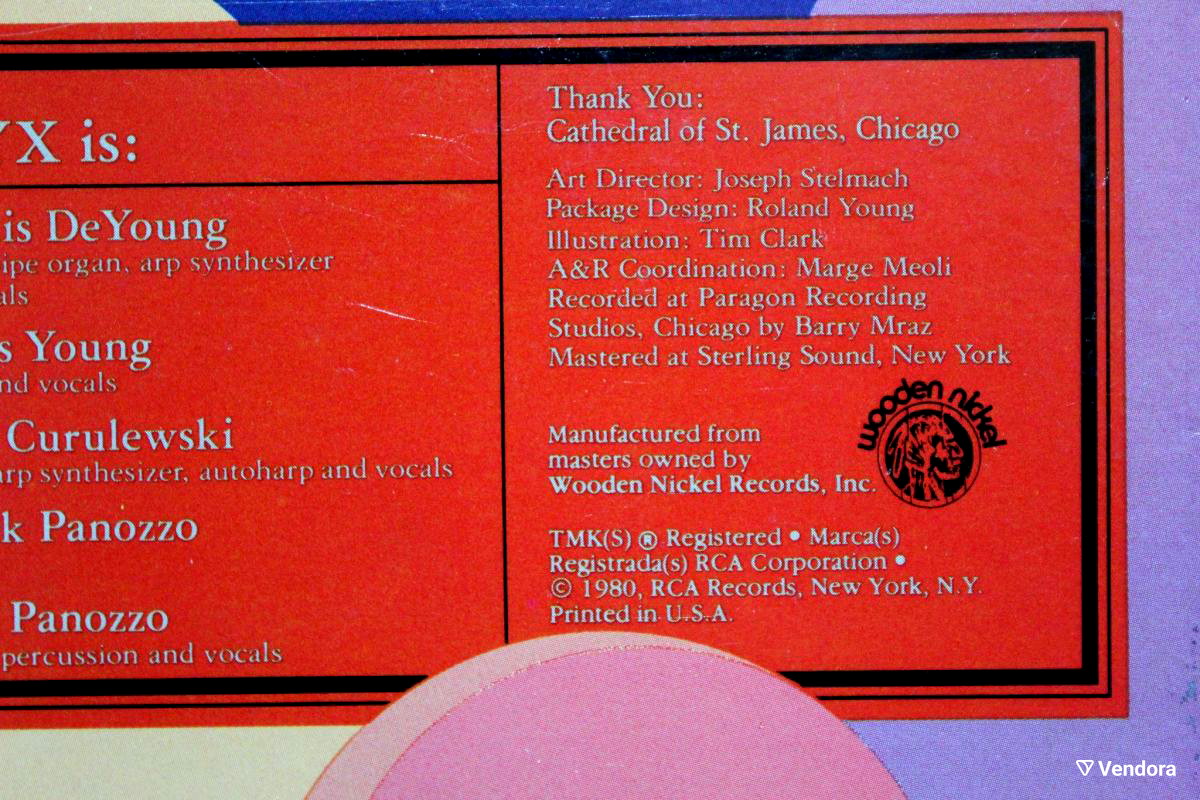 YX is:
is DeYoung
ipe organ, arp synthesizer
als
s Young
nd vocals
Curulewski
arp synthesizer, autoharp and vocals
k Panozzo
Panozzo
percussion and vocals
Thank You:
Cathedral of St. James, Chicago
Art Director: Joseph Stelmach
Package Design: Roland Young
Illustration: Tim Clark
A&R Coordination: Marge Meoli
Recorded at Paragon Recording
Studios, Chicago by Barry Mraz
Mastered at Sterling Sound, New York
wooden nickel
Manufactured from
masters owned by
Wooden Nickel Records, Inc.
TMK(S) ® Registered • Marca(s)
Registrada(s) RCA Corporation •
© 1980, RCA Records, New York, N.Y.
Printed in U.S.A.
Vendora